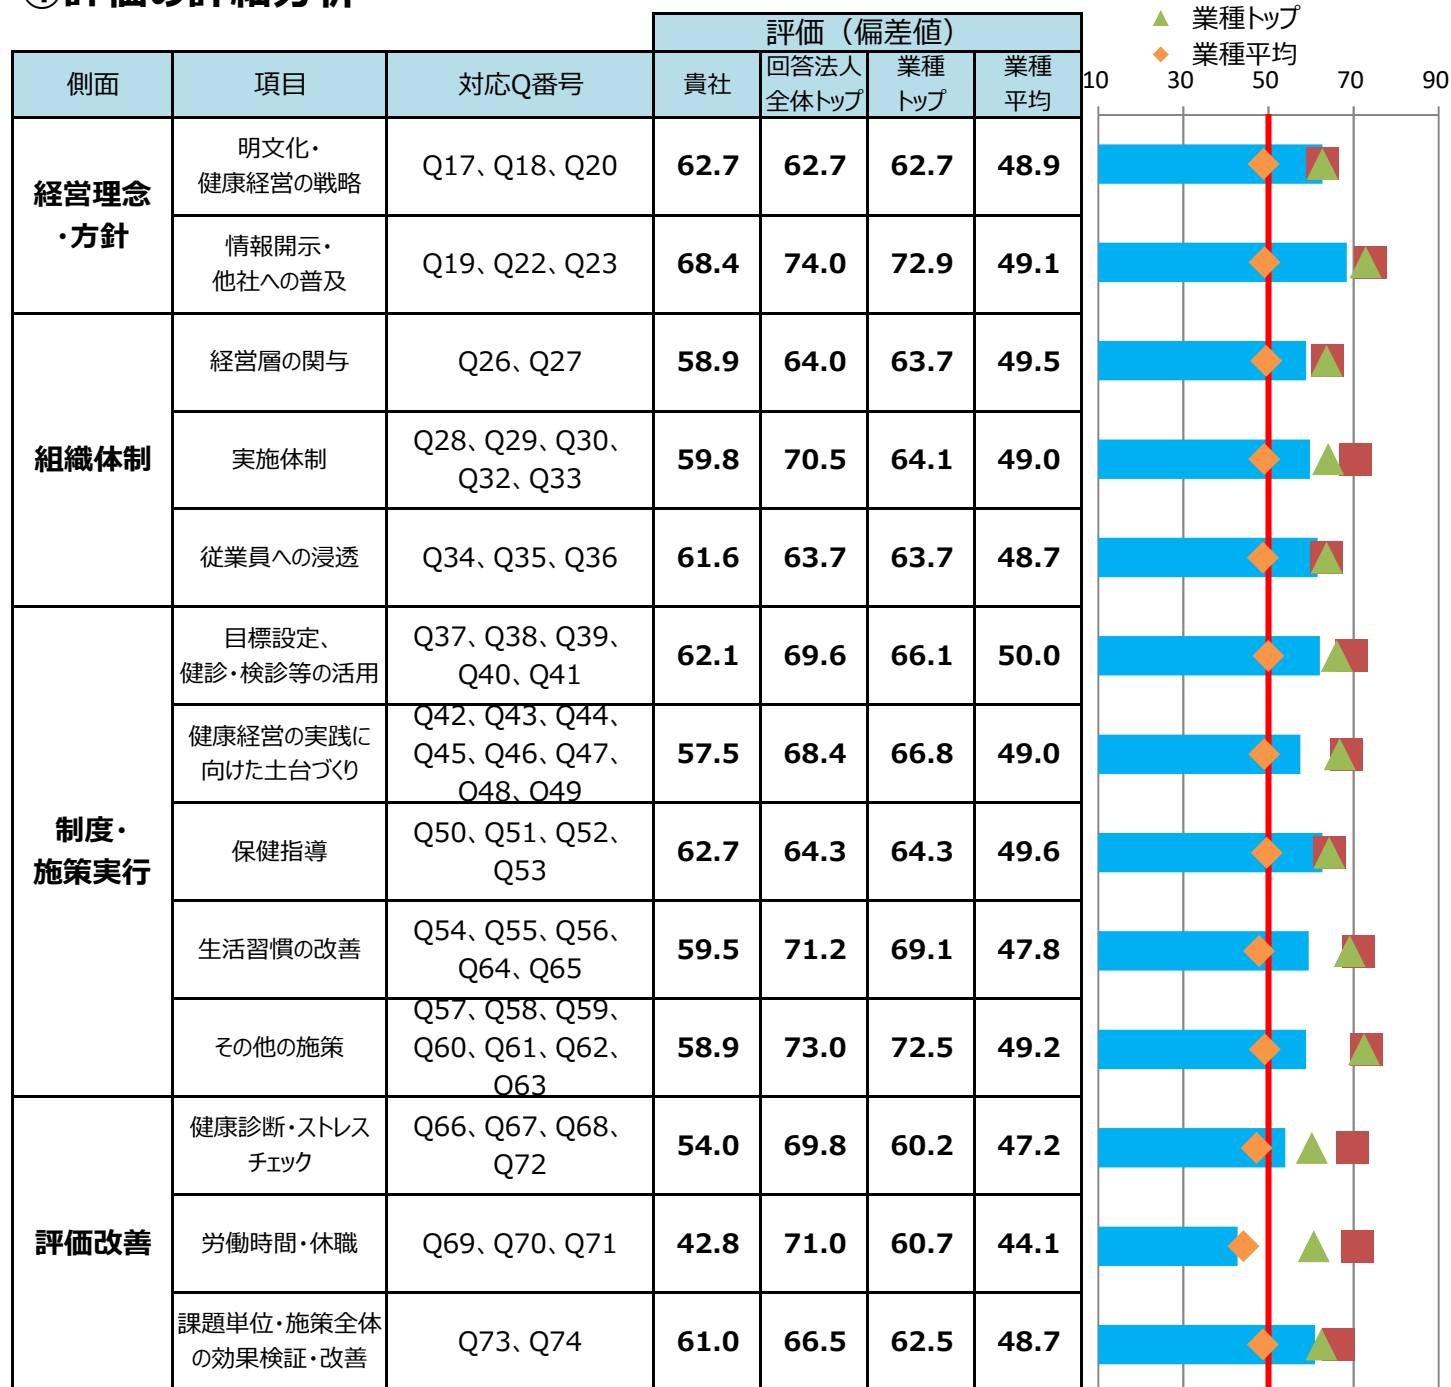 ①評価の詳細分析
業種トップ
業種平均
評価（偏差値）
側面 項目 対応Q番号 貴社 回答法人 業種 業種
全体トップ トップ 平均
10 30 50 70 90
経営理念
・方針
明文化・
健康経営の戦略
Q17、Q18、Q20 62.7 62.7 62.7 48.9
情報開示・
他社への普及
Q19、Q22、Q23 68.4 74.0 72.9 49.1
組織体制
経営層の関与 Q26、Q27 58.9 64.0 63.7 49.5
実施体制
Q28、Q29、Q30、
Q32、Q33
59.8 70.5 64.1 49.0
従業員への浸透 Q34、Q35、Q36 61.6 63.7 63.7 48.7
制度・
施策実行
目標設定、
健診・検診等の活用
Q37、Q38、Q39、
Q40、Q41
62.1 69.6 66.1 50.0
健康経営の実践に
向けた土台づくり
Q42、Q43、Q44、
Q45、Q46、Q47、
Q48、Q49
57.5 68.4 66.8 49.0
保健指導
Q50、Q51、Q52、
Q53
62.7 64.3 64.3 49.6
生活習慣の改善
Q54、Q55、Q56、
Q64、Q65
59.5 71.2 69.1 47.8
その他の施策
Q57、Q58、Q59、
Q60、Q61、Q62、
Q63
58.9 73.0 72.5 49.2
評価改善
健康診断・ストレス
チェック
Q66、Q67、Q68、
Q72
54.0 69.8 60.2 47.2
労働時間・休職 Q69、Q70、Q71 42.8 71.0 60.7 44.1
課題単位・施策全体
の効果検証・改善
Q73、Q74 61.0 66.5 62.5 48.7